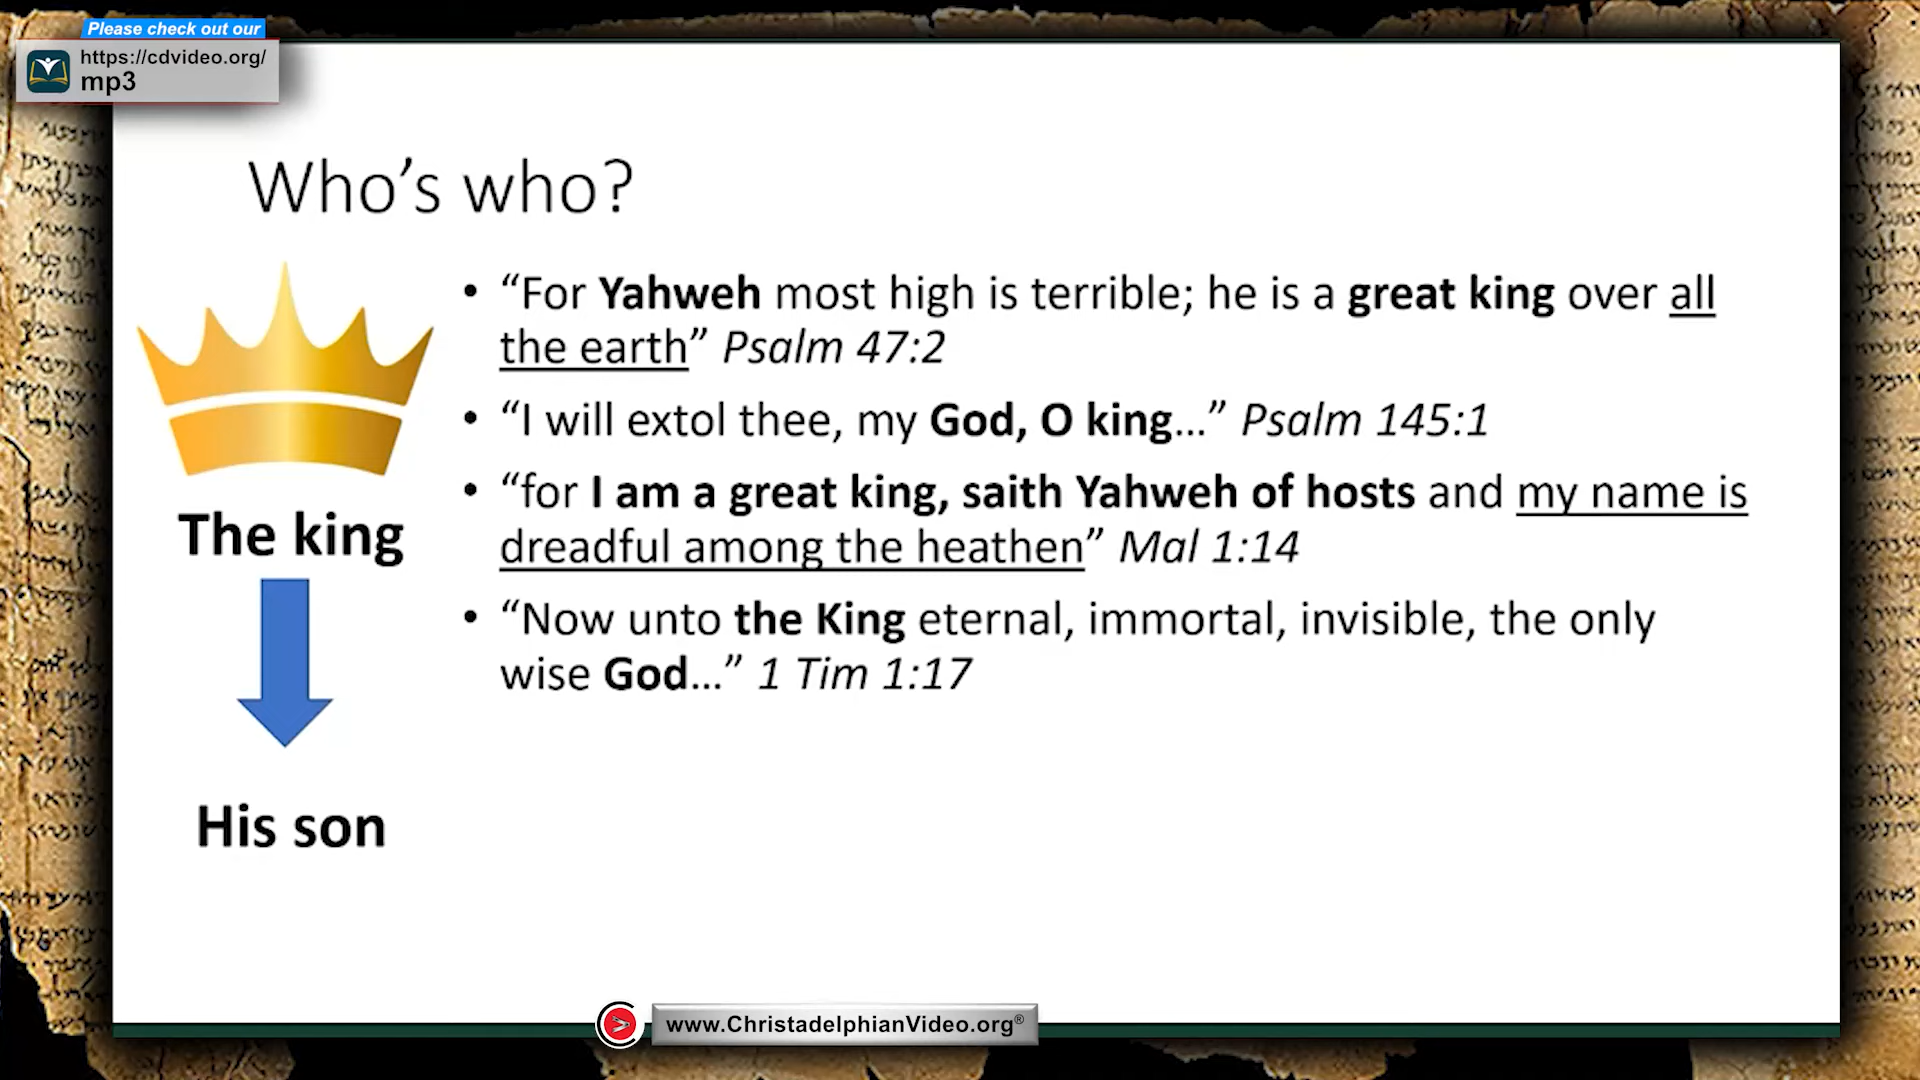 Please check out our
https://cdvideo.org/
mp3
Who’s who?
• “For Yahweh most high is terrible; he is a great king over all
the earth” Psalm 47:2
• “I will extol thee, my God, O king...” Psalm 145:1
• “for I am a great king, saith Yahweh of hosts and my name is
dreadful among the heathen” Mal 1:14
• “Now unto the King eternal, immortal, invisible, the only
wise God...” 1 Tim 1:17
The king
His son
www.ChristadelphianVideo.org®